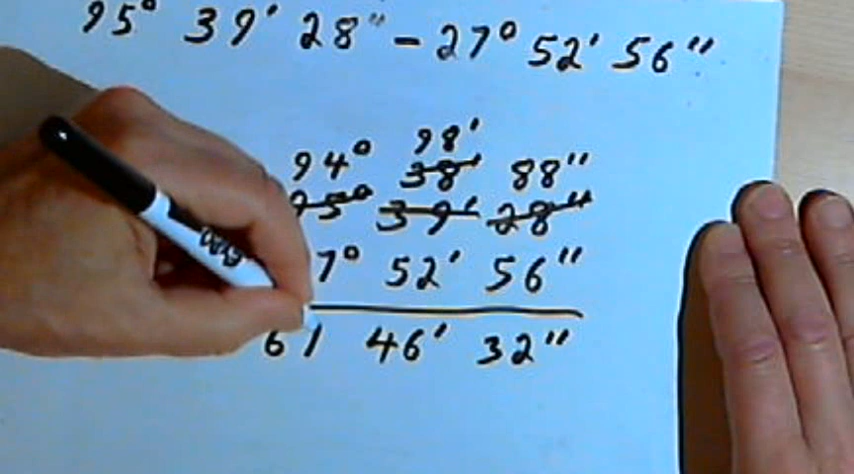 95° 39' 28" - 27° 52' 56"
98'
94° 38' 88"
95° 39' 28"
7° 52' 56"
61 46' 32"